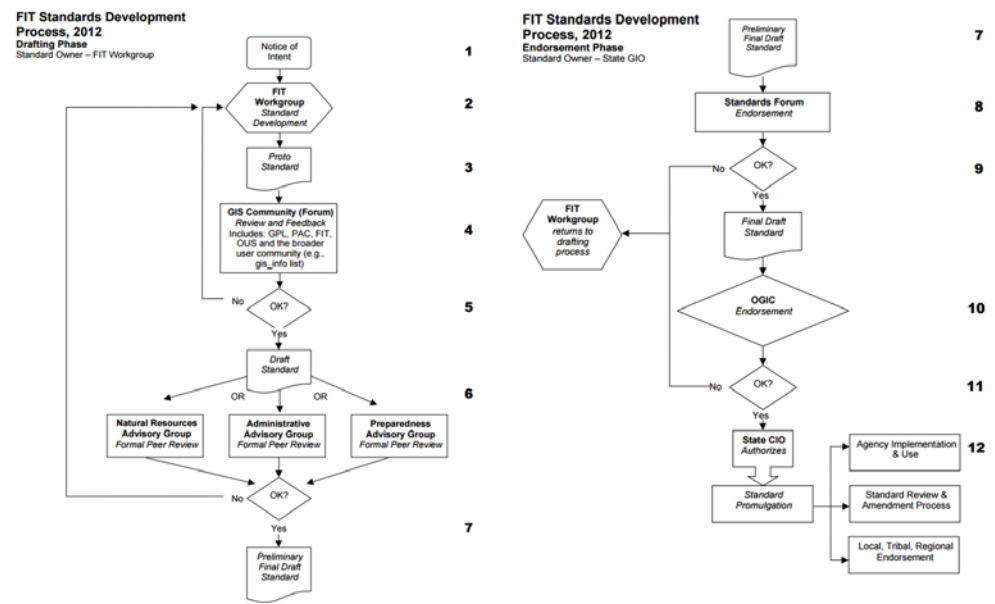 FIT Standards Development
Process, 2012
Drafting Phase
Standard Owner – FIT Workgroup
Notice of
Intent
1
FIT
Workgroup
Standard
Development
2
Proto
Standard
3
GIS Community (Forum)
Review and Feedback
Includes: GPL, PAC, FIT,
OUS and the broader
user community (e.g.,
gis_info list)
4
No
OK?
5
Yes
Draft
Standard
6
OR
OR
Natural Resources
Advisory Group
Formal Peer Review
Administrative
Advisory Group
Formal Peer Review
Preparedness
Advisory Group
Formal Peer Review
No
OK?
Yes
7
Preliminary
Final Draft
Standard
FIT Standards Development
Process, 2012
Endorsement Phase
Standard Owner – State GIO
Preliminary
Final Draft
Standard
7
Standards Forum
Endorsement
8
No
OK?
9
Yes
FIT
Workgroup
returns to
drafting
process
Final Draft
Standard
OGIC
Endorsement
10
No
OK?
11
Yes
State CIO
Authorizes
Agency Implementation
& Use
12
Standard
Promulgation
Standard Review &
Amendment Process
Local, Tribal, Regional
Endorsement